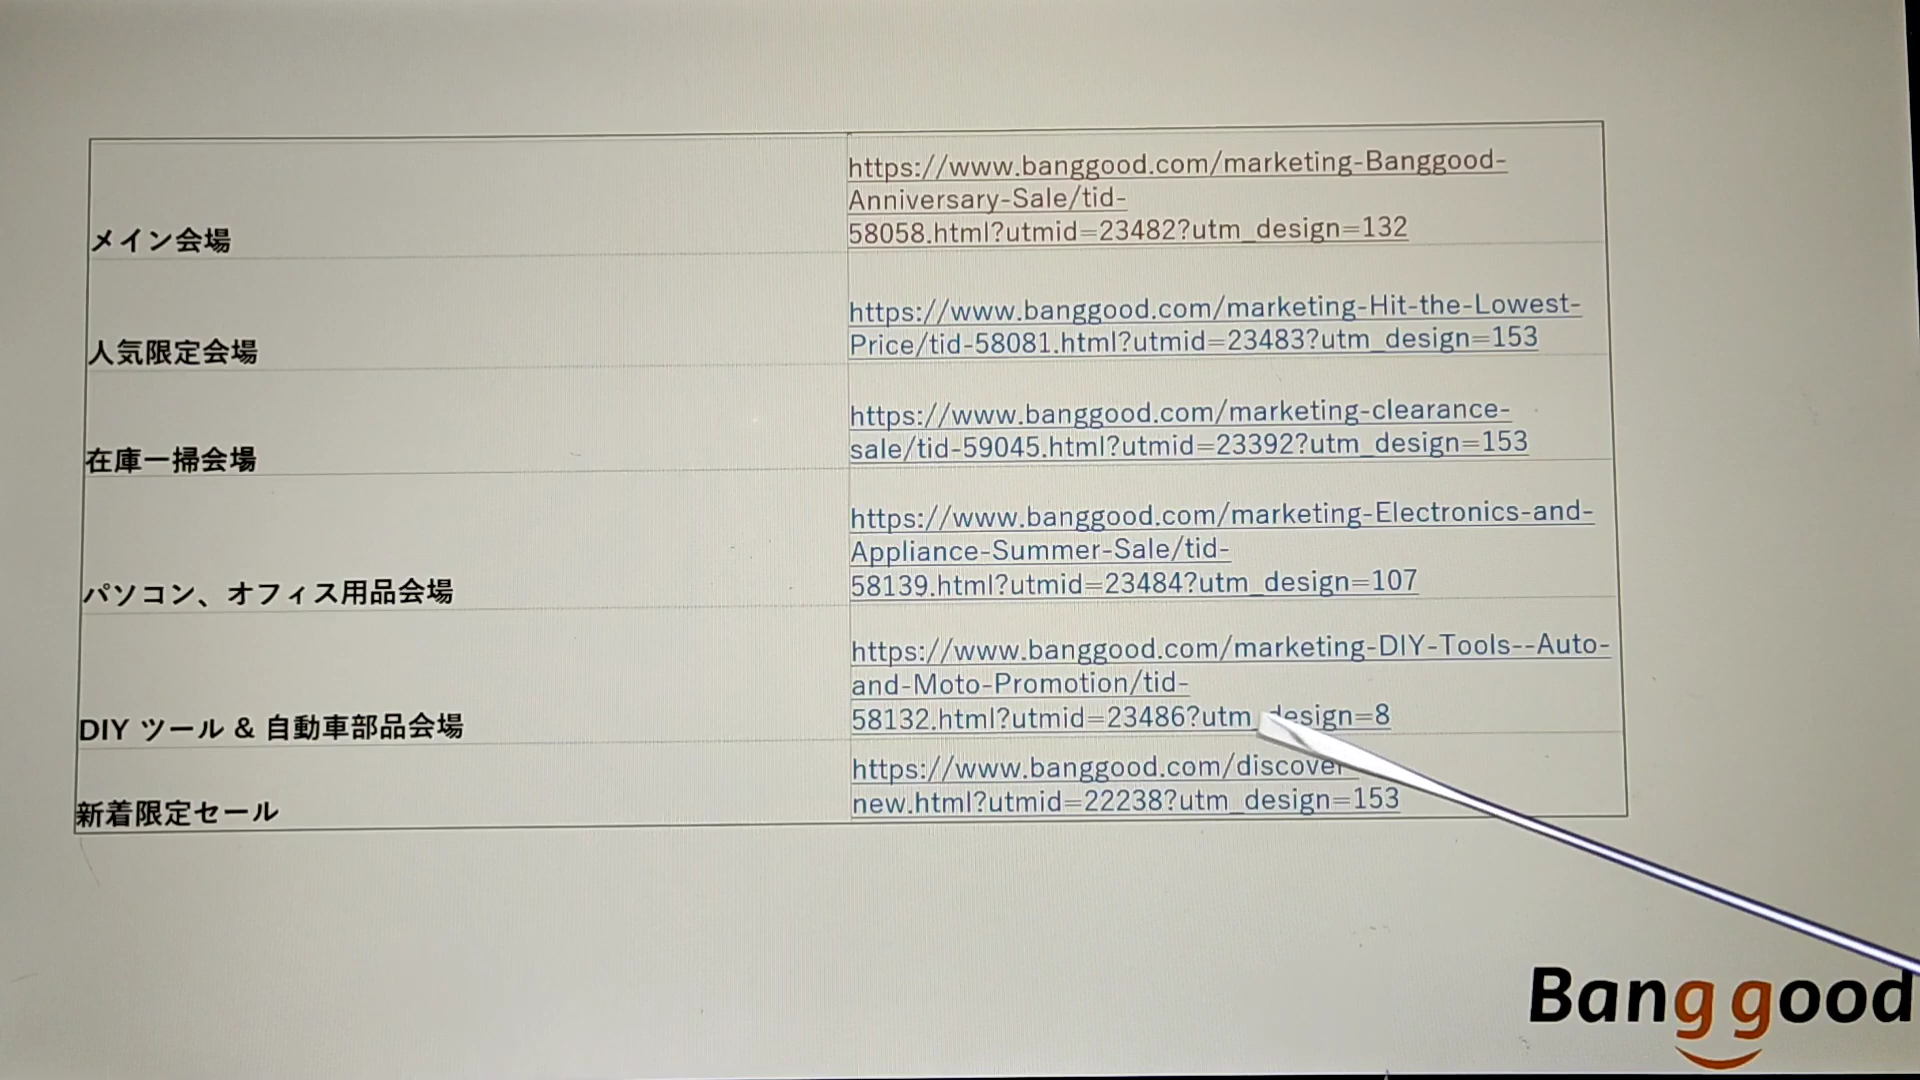 メイン会場
https://www.banggood.com/marketing-Banggood-
Anniversary-Sale/tid-
58058.html?utmid=23482?utm_design=132
人気限定会場
https://www.banggood.com/marketing-Hit-the-Lowest-
Price/tid-58081.html?utmid=23483?utm_design=153
在庫一掃会場
https://www.banggood.com/marketing-clearance-
sale/tid-59045.html?utmid=23392?utm_design=153
パソコン、オフィス用品会場
https://www.banggood.com/marketing-Electronics-and-
Appliance-Summer-Sale/tid-
58139.html?utmid=23484?utm_design=107
DIY ツール & 自動車部品会場
https://www.banggood.com/marketing-DIY-Tools--Auto-
and-Moto-Promotion/tid-
58132.html?utmid=23486?utm_design=8
新着限定セール
https://www.banggood.com/discover-
new.html?utmid=22238?utm_design=153
Banggood